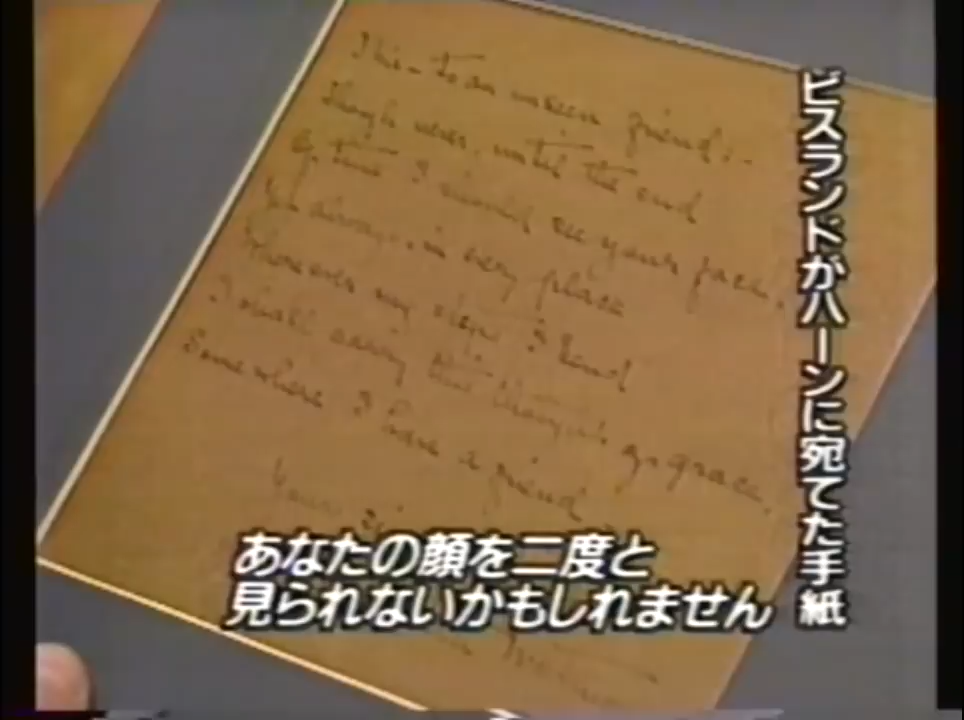 This - to an unseen friend: -
Though never, until the end
Of time I should see your face,
Yet always, in every place
Wherever my steps I bend
I shall carry this thought of grace,
Somewhere I have a friend
ビスランドがハーンに宛てた手紙
あなたの顔を二度と
見られないかもしれません